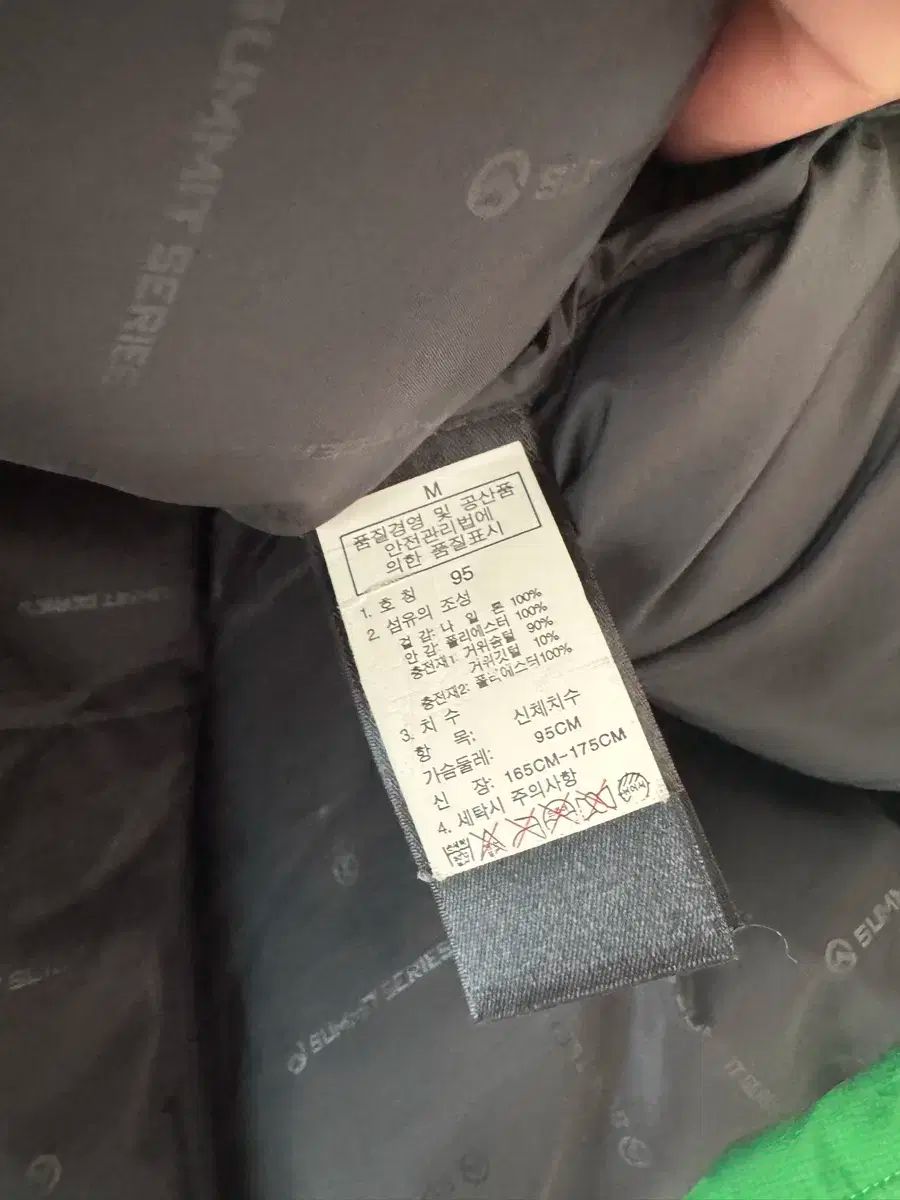 SUMMIT SERIES
SU
M
품질경영 및 공산품
안전관리법에
의한 품질표시
1. 호 칭 95
2. 섬유의 조성
겉 감: 나 일 론 100%
안 감: 폴리에스터 100%
충전재1: 거위솜털 90%
거위깃털 10%
충전재2: 폴리에스터100%
3. 치 수 신체치수
항 목: 95CM
가슴둘레:
신 장: 165CM-175CM
4. 세탁시 주의사항
SUMMIT SERIES
SUM